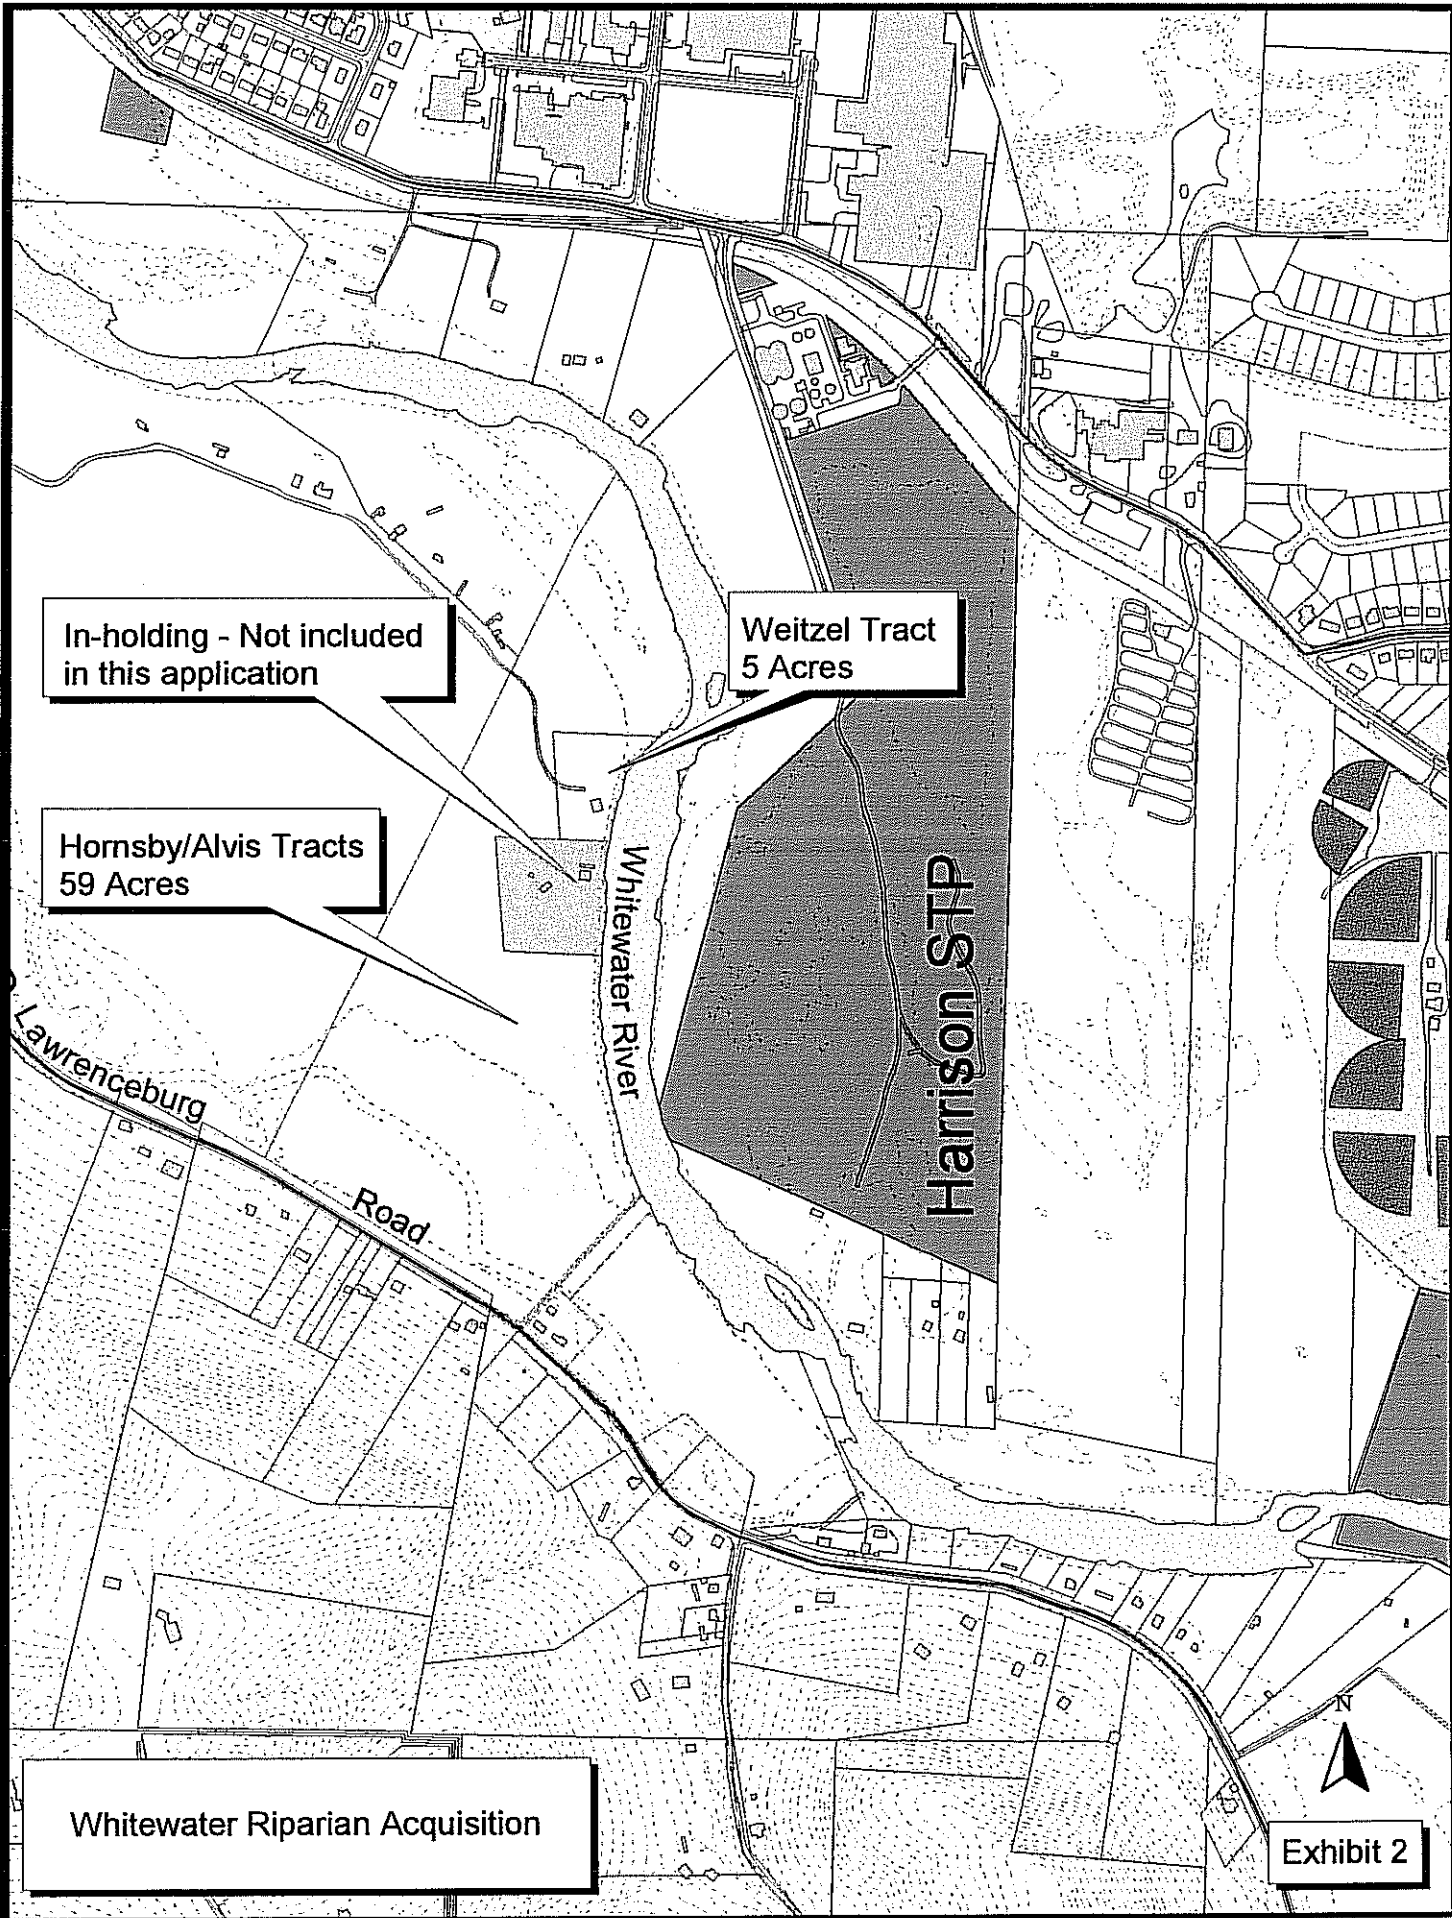 In-holding - Not included
in this application
Weitzel Tract
5 Acres
Hornsby/Alvis Tracts
59 Acres
Whitewater River
Harrison STP
Lawrenceburg
Road
N
Whitewater Riparian Acquisition
Exhibit 2